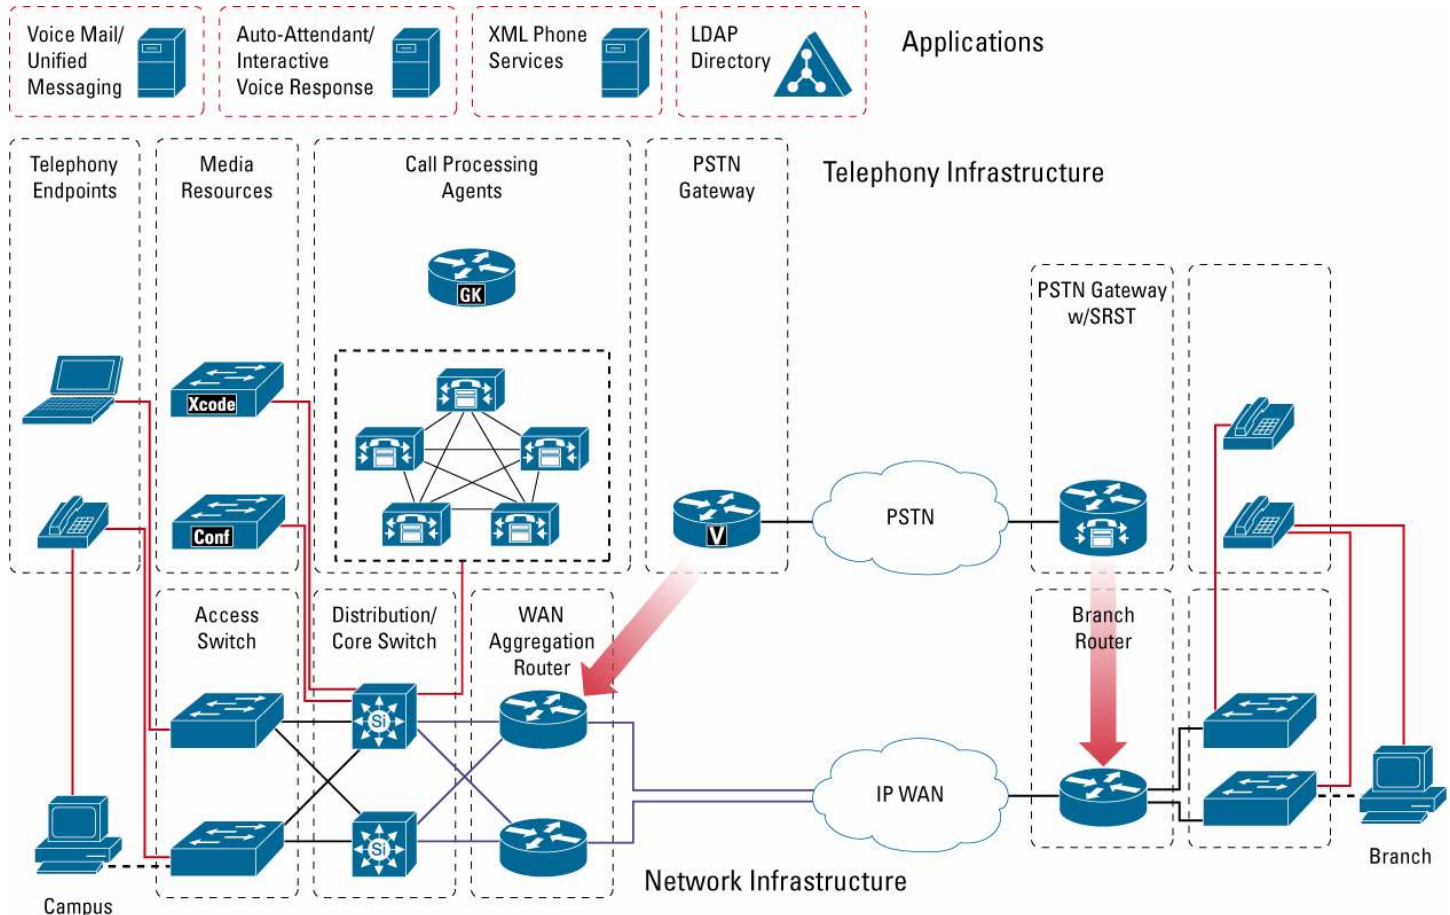 Voice Mail/
Unified
Messaging
Auto-Attendant/
Interactive
Voice Response
XML Phone
Services
LDAP
Directory
Applications
Telephony
Endpoints
Media
Resources
Call Processing
Agents
PSTN
Gateway
Telephony Infrastructure
GK
PSTN Gateway
w/SRST
Xcode
Conf
V
PSTN
Access
Switch
Distribution/
Core Switch
WAN
Aggregation
Router
Branch
Router
Si
Si
IP WAN
Branch
Network Infrastructure
Campus